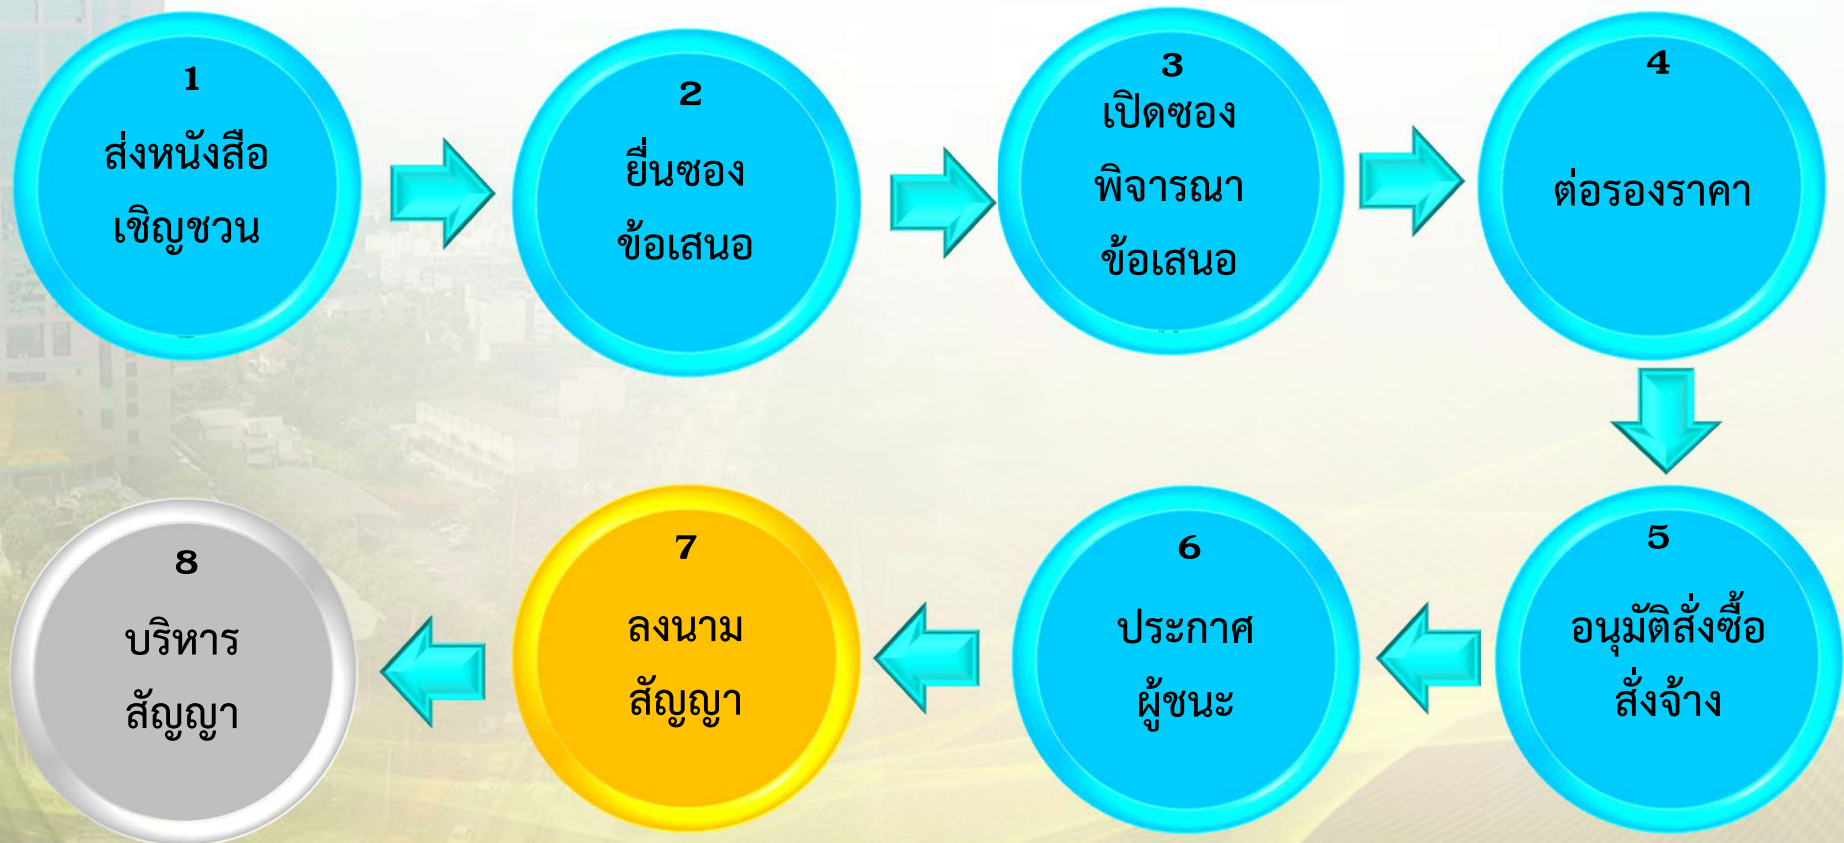 1
ส่งหนังสือ
เชิญชวน
2
ยื่นซอง
ข้อเสนอ
3
เปิดซอง
พิจารณา
ข้อเสนอ
4
ต่อรองราคา
5
อนุมัติสั่งซื้อ
สั่งจ้าง
6
ประกาศ
ผู้ชนะ
7
ลงนาม
สัญญา
8
บริหาร
สัญญา